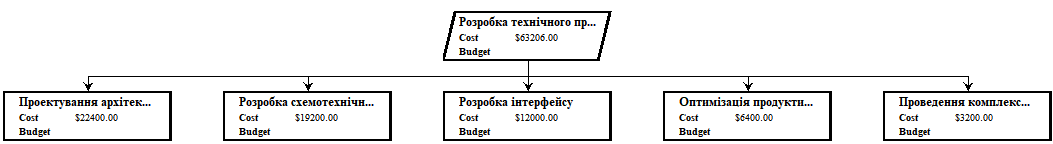 Розробка технічного пр...
Cost $63206.00
Budget
Проектування архітек...
Cost $22400.00
Budget
Розробка схемотехнічн...
Cost $19200.00
Budget
Розробка інтерфейсу
Cost $12000.00
Budget
Оптимізація продукти...
Cost $6400.00
Budget
Проведення комплекс...
Cost $3200.00
Budget